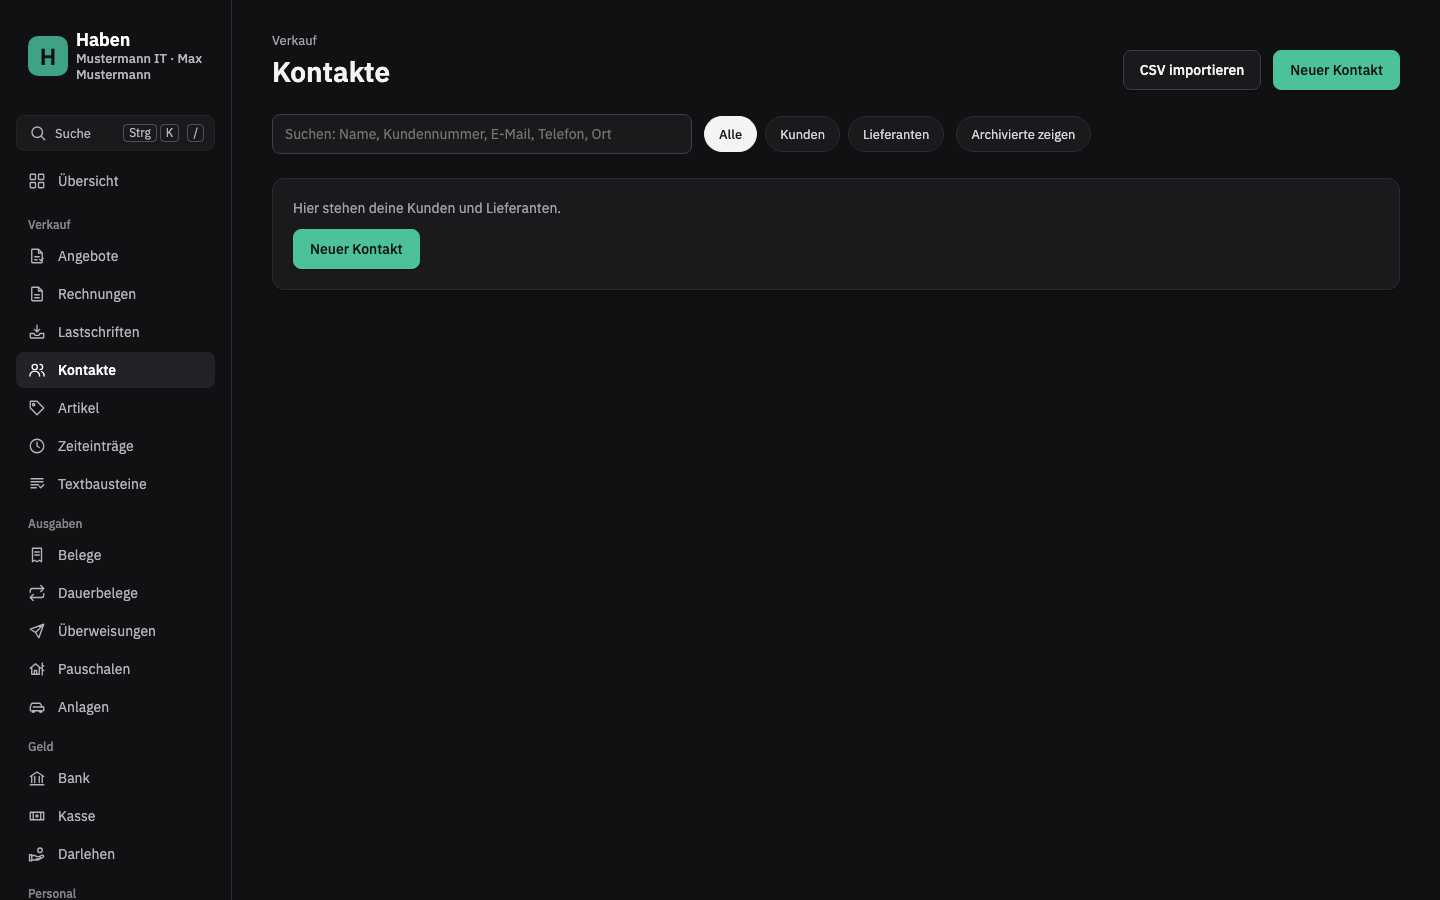 H
Haben
Mustermann IT · Max
Mustermann
Suche
Strg
K
/
Übersicht
Verkauf
Angebote
Rechnungen
Lastschriften
Kontakte
Artikel
Zeiteinträge
Textbausteine
Ausgaben
Belege
Dauerbelege
Überweisungen
Pauschalen
Anlagen
Geld
Bank
Kasse
Darlehen
Personal
Verkauf
Kontakte
CSV importieren
Neuer Kontakt
Suchen: Name, Kundennummer, E-Mail, Telefon, Ort
Alle
Kunden
Lieferanten
Archivierte zeigen
Hier stehen deine Kunden und Lieferanten.
Neuer Kontakt